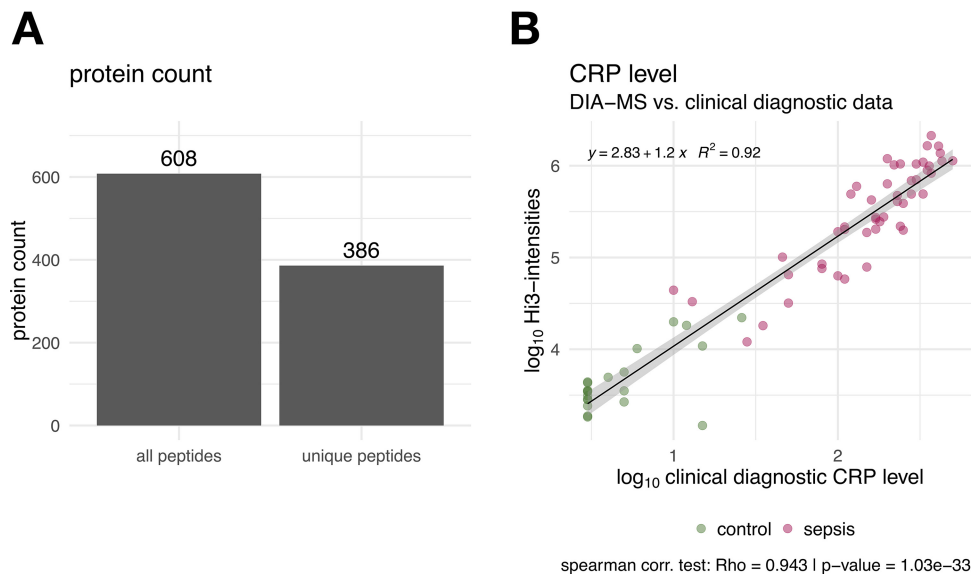 A
protein count
608
386
600
400
200
0
protein count
all peptides
unique peptides
B
CRP level
DIA−MS vs. clinical diagnostic data
y = 2.83 + 1.2 x R² = 0.92
6
5
4
log₁₀ Hi3−intensities
1
2
log₁₀ clinical diagnostic CRP level
control
sepsis
spearman corr. test: Rho = 0.943 | p−value = 1.03e−33